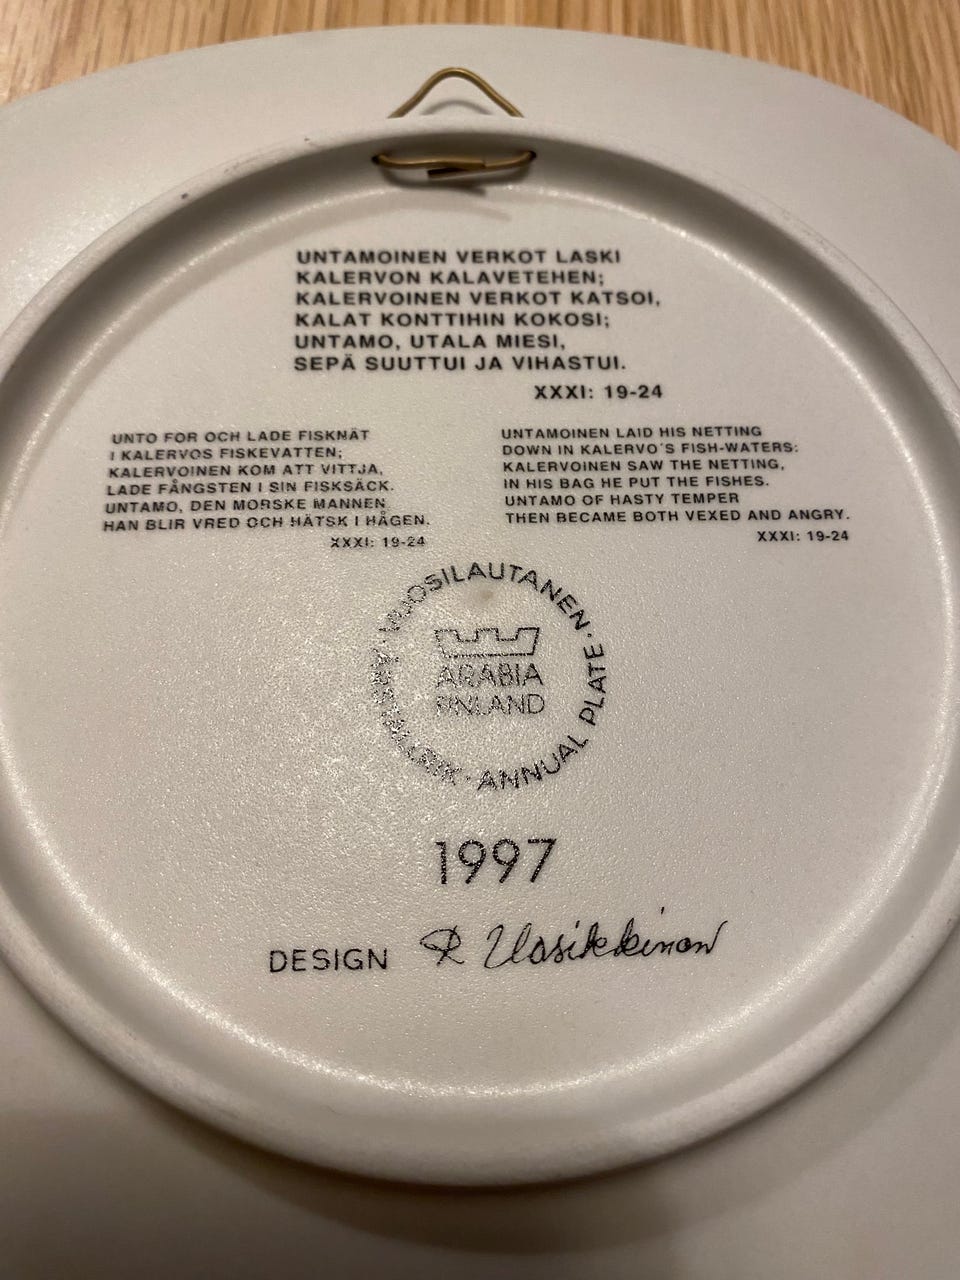 UNTAMOINEN VERKOT LASKI
KALERVON KALAVETEHEN;
KALERVOINEN VERKOT KATSOI,
KALAT KONTTIHIN KOKOSI;
UNTAMO, UTALA MIESI,
SEPÄ SUUTTUI JA VIHASTUI.
XXXI: 19-24
UNTO FOR OCH LADE FISKNÄT
I KALERVOS FISKEVATTEN;
KALERVOINEN KOM ATT VITTJA,
LADE FÅNGSTEN I SIN FISKSÄCK.
UNTAMO, DEN MORSKE MANNEN
HAN BLIR VRED OCH HÄTSK I HÅGEN.
XXXI: 19-24
UNTAMOINEN LAID HIS NETTING
DOWN IN KALERVO'S FISH-WATERS:
KALERVOINEN SAW THE NETTING,
IN HIS BAG HE PUT THE FISHES.
UNTAMO OF HASTY TEMPER
THEN BECAME BOTH VEXED AND ANGRY.
XXXI: 19-24
VUOSILAUTANEN · ANNUAL PLATE · ÅRSTALLRIK ·
ARABIA
FINLAND
1997
DESIGN R Uosikkinen